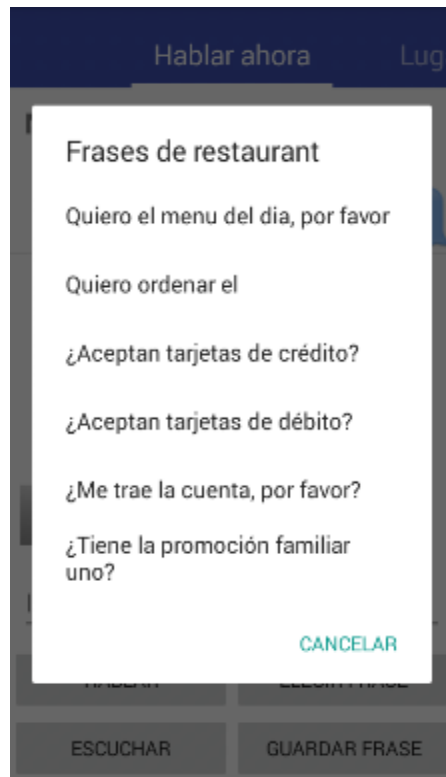 Hablar ahora
Frases de restaurant
Quiero el menu del dia, por favor
Quiero ordenar el
¿Aceptan tarjetas de crédito?
¿Aceptan tarjetas de débito?
¿Me trae la cuenta, por favor?
¿Tiene la promoción familiar
uno?
CANCELAR
ESCUCHAR GUARDAR FRASE